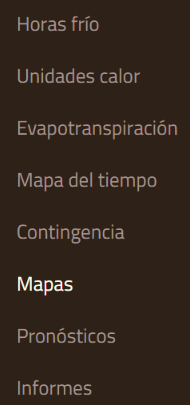 Horas frío
Unidades calor
Evapotranspiración
Mapa del tiempo
Contingencia
Mapas
Pronósticos
Informes